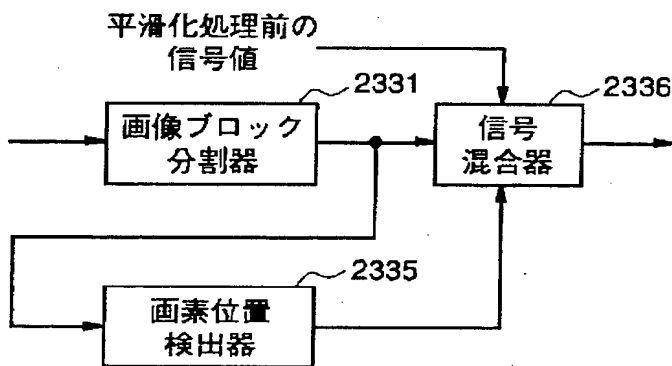 平滑化処理前の
信号値
2331
2336
画像ブロック
分割器
信号
混合器
2335
画素位置
検出器